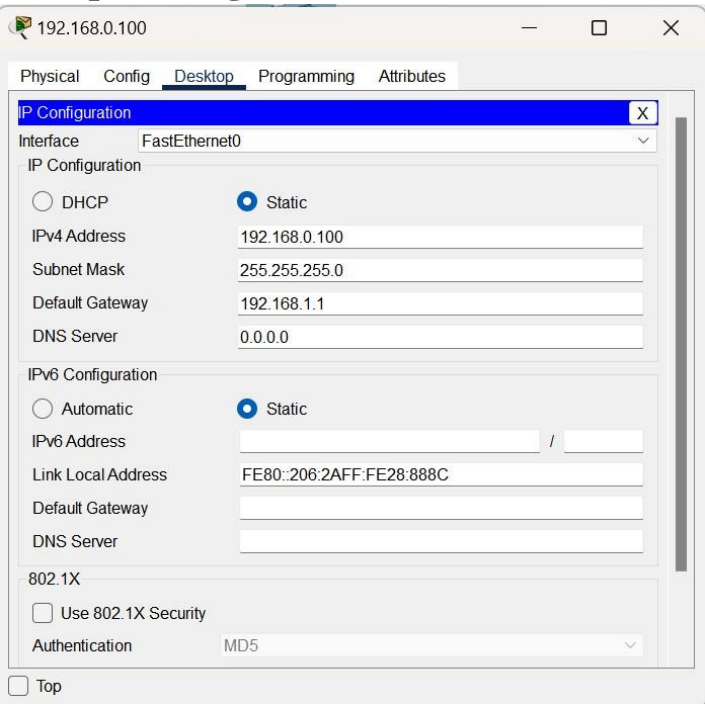 192.168.0.100
Physical Config Desktop Programming Attributes
IP Configuration X
Interface FastEthernet0
IP Configuration
DHCP Static
IPv4 Address 192.168.0.100
Subnet Mask 255.255.255.0
Default Gateway 192.168.1.1
DNS Server 0.0.0.0
IPv6 Configuration
Automatic Static
IPv6 Address /
Link Local Address FE80::206:2AFF:FE28:888C
Default Gateway
DNS Server
802.1X
Use 802.1X Security
Authentication MD5
Top